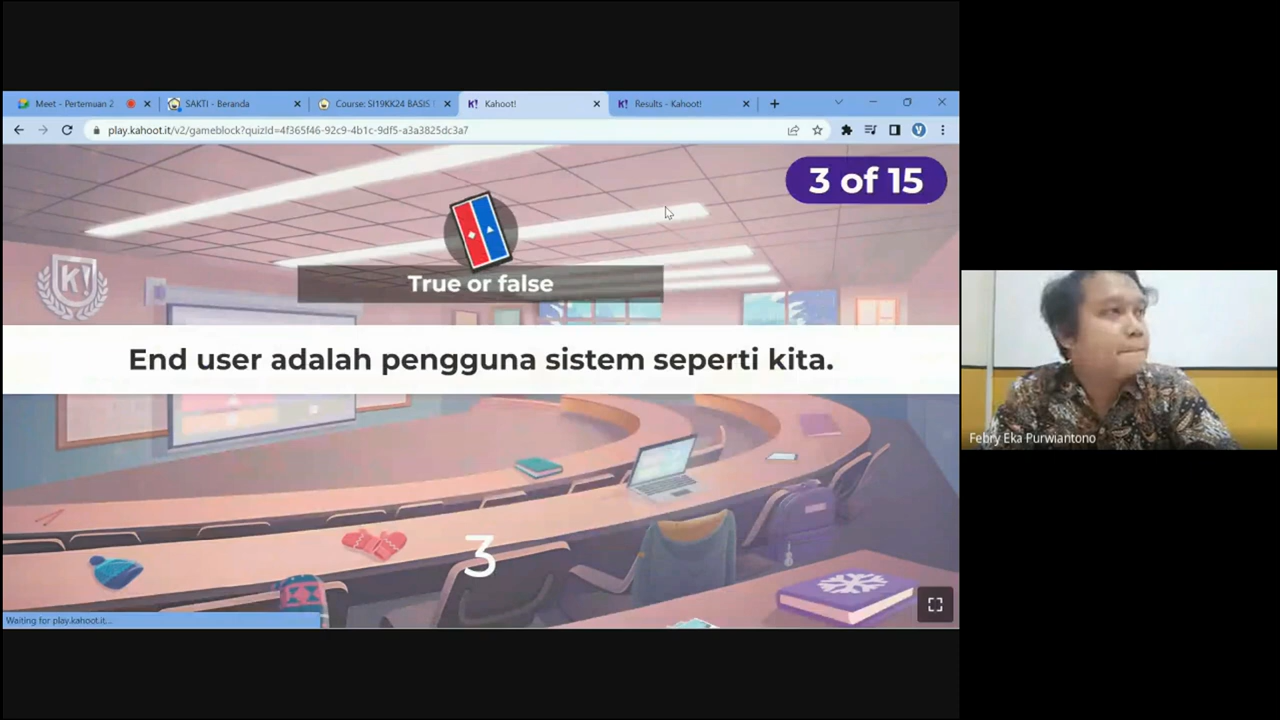 Meet - Pertemuan 2
SAKTI - Beranda
Course: SI19KK24 BASIS
Kahoot!
Results - Kahoot!
play.kahoot.it/v2/gameblock?quizId=4f365f46-92c9-4b1c-9df5-a3a3825dc3a7
V
3 of 15
K!
True or false
End user adalah pengguna sistem seperti kita.
3
Waiting for play.kahoot.it...
Febry Eka Purwiantono